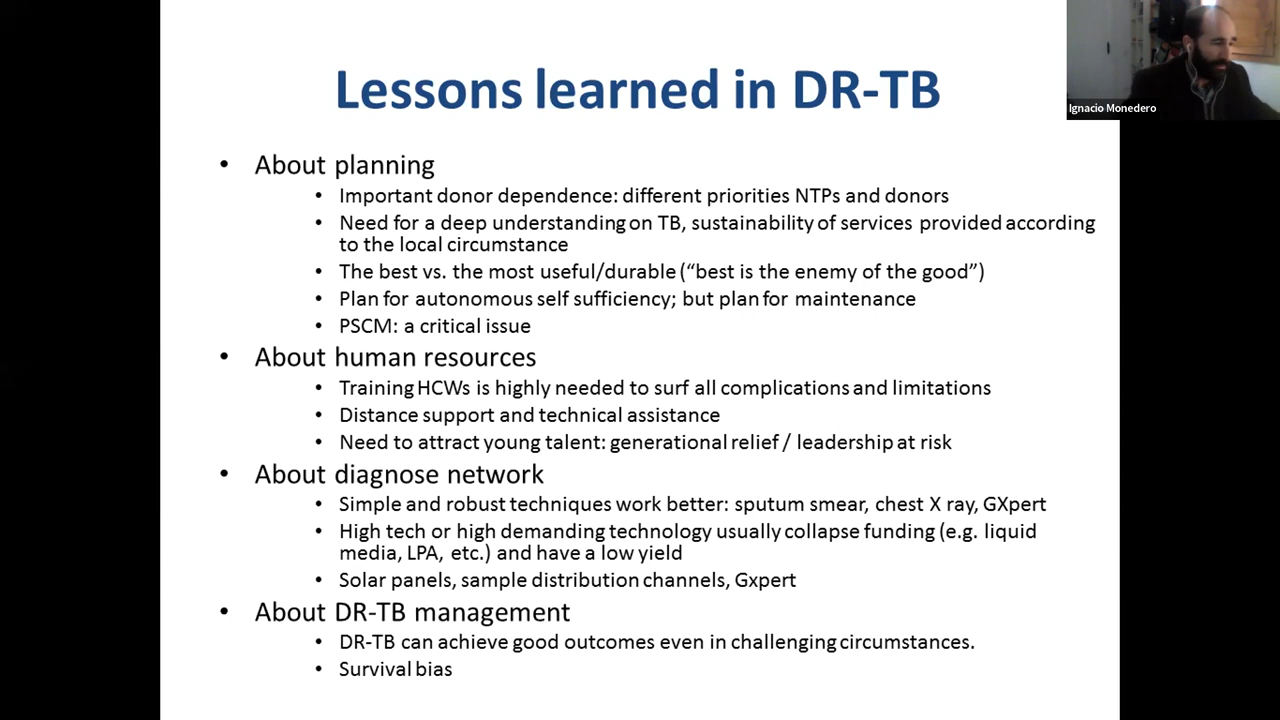 Lessons learned in DR-TB
Ignacio Monedero
• About planning
• Important donor dependence: different priorities NTPs and donors
• Need for a deep understanding on TB, sustainability of services provided according
to the local circumstance
• The best vs. the most useful/durable (“best is the enemy of the good”)
• Plan for autonomous self sufficiency; but plan for maintenance
• PSCM: a critical issue
• About human resources
• Training HCWs is highly needed to surf all complications and limitations
• Distance support and technical assistance
• Need to attract young talent: generational relief / leadership at risk
• About diagnose network
• Simple and robust techniques work better: sputum smear, chest X ray, GXpert
• High tech or high demanding technology usually collapse funding (e.g. liquid
media, LPA, etc.) and have a low yield
• Solar panels, sample distribution channels, Gxpert
• About DR-TB management
• DR-TB can achieve good outcomes even in challenging circumstances.
• Survival bias